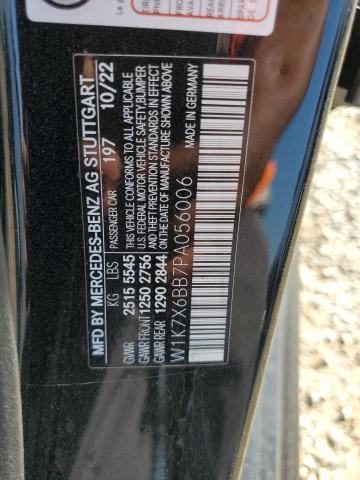 MFD BY MERCEDES-BENZ AG STUTTGART
PASSENGER CAR 197 10/22
KG LBS
GVWR 2515 5545
GAWR FRONT 1250 2756
GAWR REAR 1290 2844
THIS VEHICLE CONFORMS TO ALL APPLICABLE
U.S. FEDERAL MOTOR VEHICLE SAFETY, BUMPER
AND THEFT PREVENTION STANDARDS IN EFFECT
ON THE DATE OF MANUFACTURE SHOWN ABOVE
W1K7X6BB7PA056006
MADE IN GERMANY